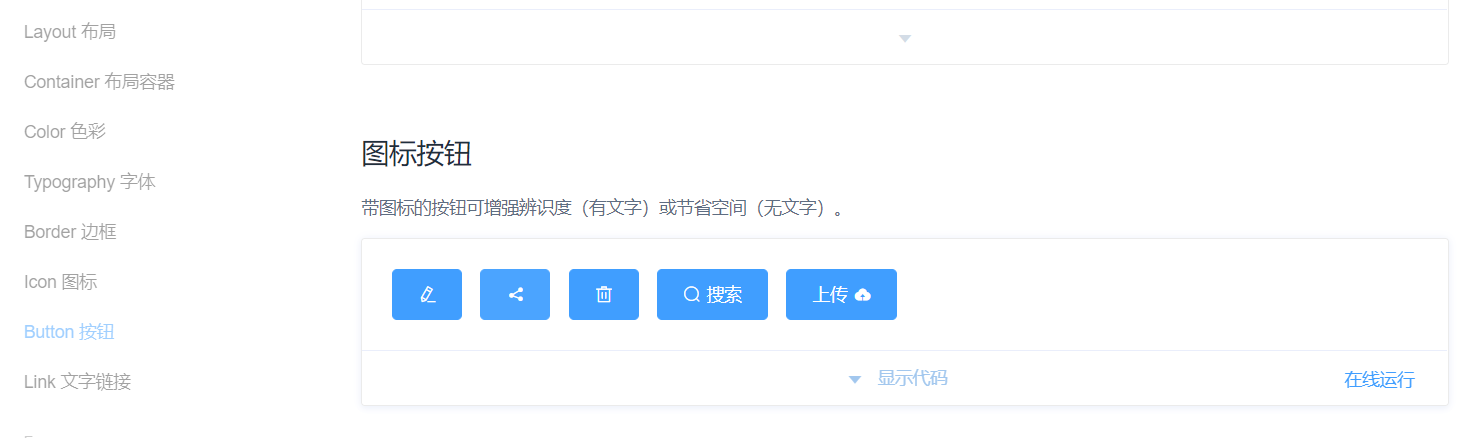 Layout 布局
Container 布局容器
Color 色彩
Typography 字体
Border 边框
Icon 图标
Button 按钮
Link 文字链接
图标按钮
带图标的按钮可增强辨识度（有文字）或节省空间（无文字）。
搜索
上传
显示代码
在线运行